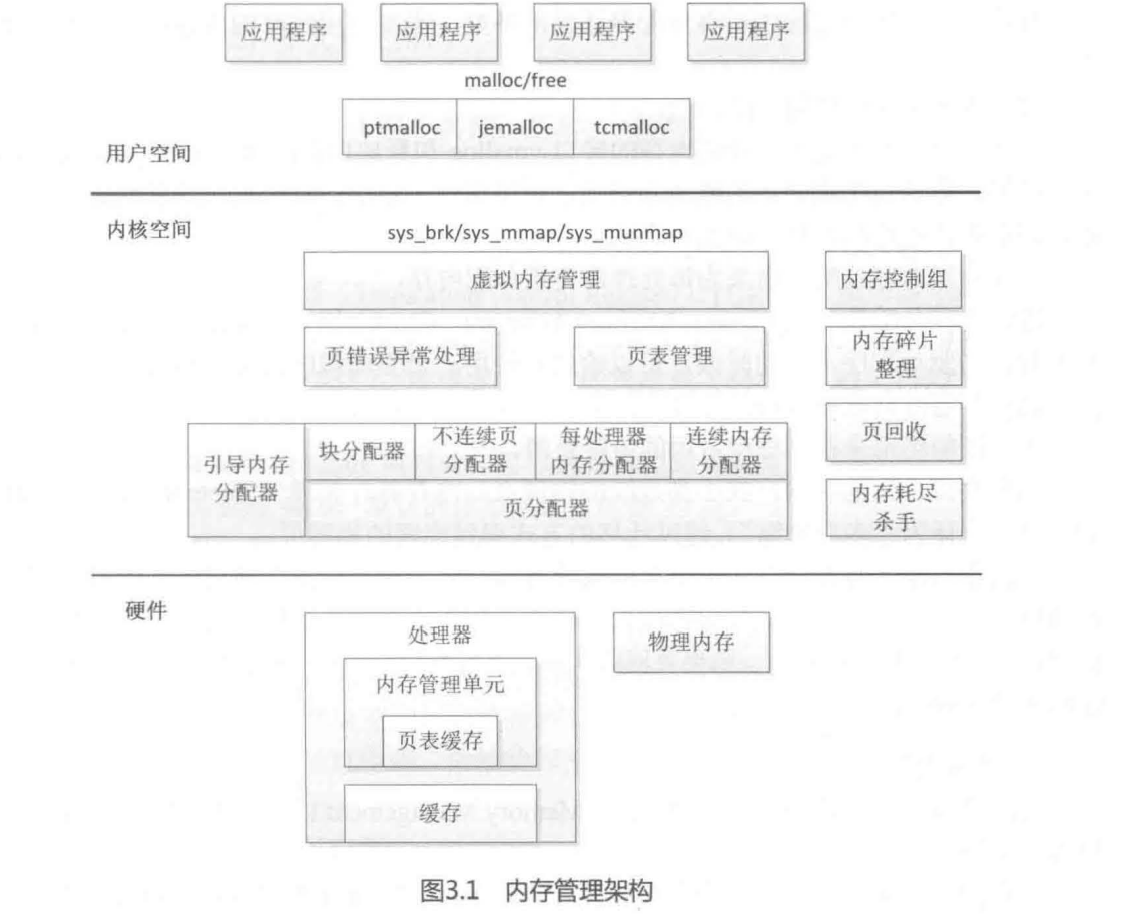 应用程序 应用程序 应用程序 应用程序
malloc/free
ptmalloc jemalloc tcmalloc
用户空间
内核空间
sys_brk/sys_mmap/sys_munmap
虚拟内存管理
内存控制组
页错误异常处理
页表管理
内存碎片
整理
引导内存
分配器
块分配器
不连续页
分配器
每处理器
内存分配器
连续内存
分配器
页分配器
页回收
内存耗尽
杀手
硬件
处理器
内存管理单元
页表缓存
缓存
物理内存
图3.1 内存管理架构